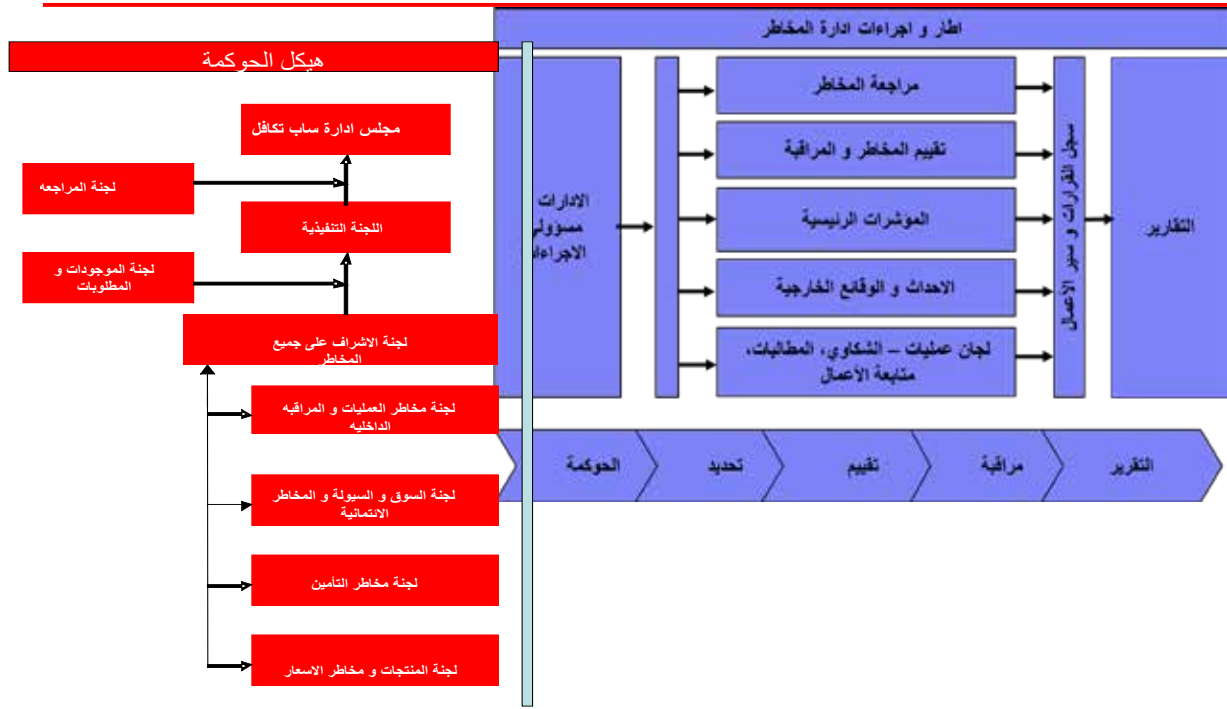 اطار و اجراءات ادارة المخاطر
هيكل الحوكمة
مجلس ادارة ساب تكافل
لجنة المراجعه
اللجنة التنفيذية
لجنة الموجودات و
المطلوبات
لجنة الاشراف على جميع
المخاطر
لجنة مخاطر العمليات و المراقبه
الداخليه
لجنة السوق و السيولة و المخاطر
الائتمانية
لجنة مخاطر التأمين
لجنة المنتجات و مخاطر الاسعار
الادارات
مسؤولي
الاجراءات
مراجعة المخاطر
تقييم المخاطر و المراقبة
المؤشرات الرئيسية
الاحداث و الوقائع الخارجية
لجان عمليات – الشكاوي، المطالبات،
متابعة الأعمال
سجل القرارات و سير الأعمال
التقارير
الحوكمة
تحديد
تقييم
مراقبة
التقرير